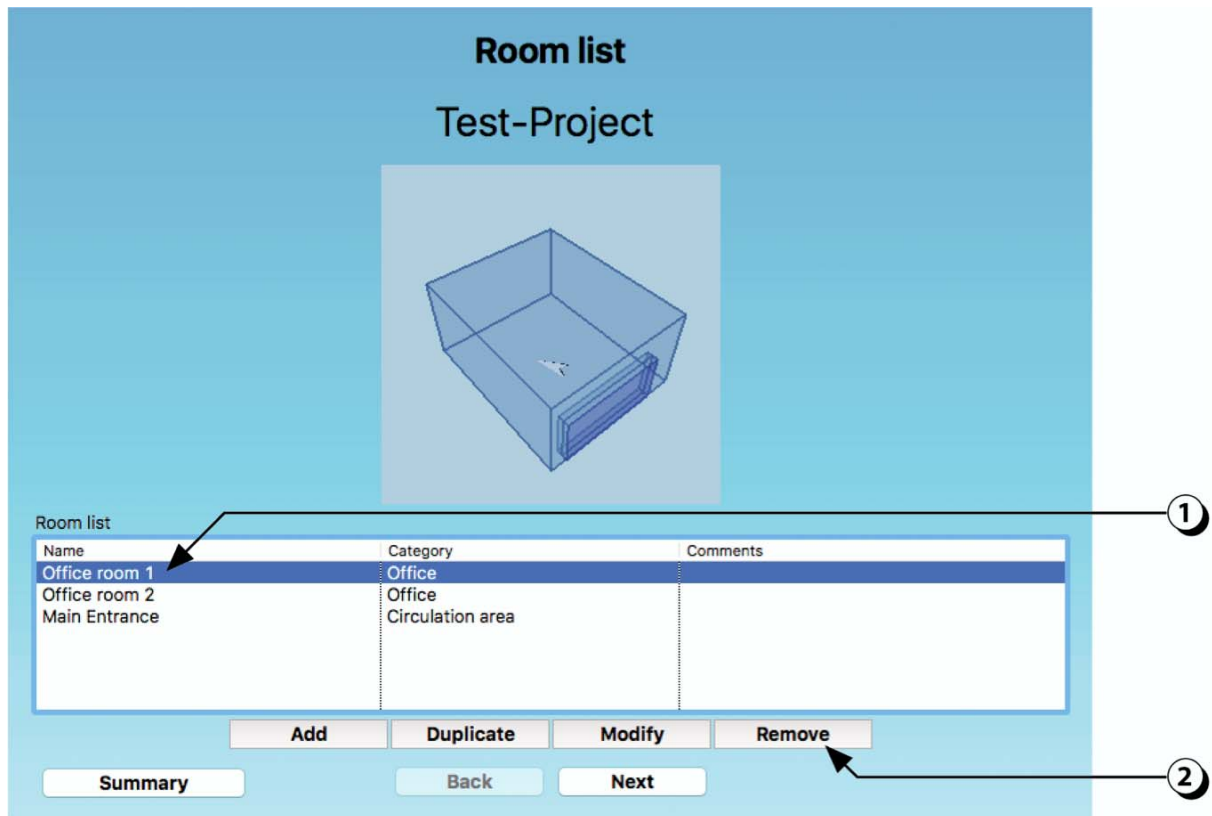 Room list
Test-Project
Room list
Name Category Comments
Office room 1 Office
Office room 2 Office
Main Entrance Circulation area
Add Duplicate Modify Remove
Summary Back Next
1
2